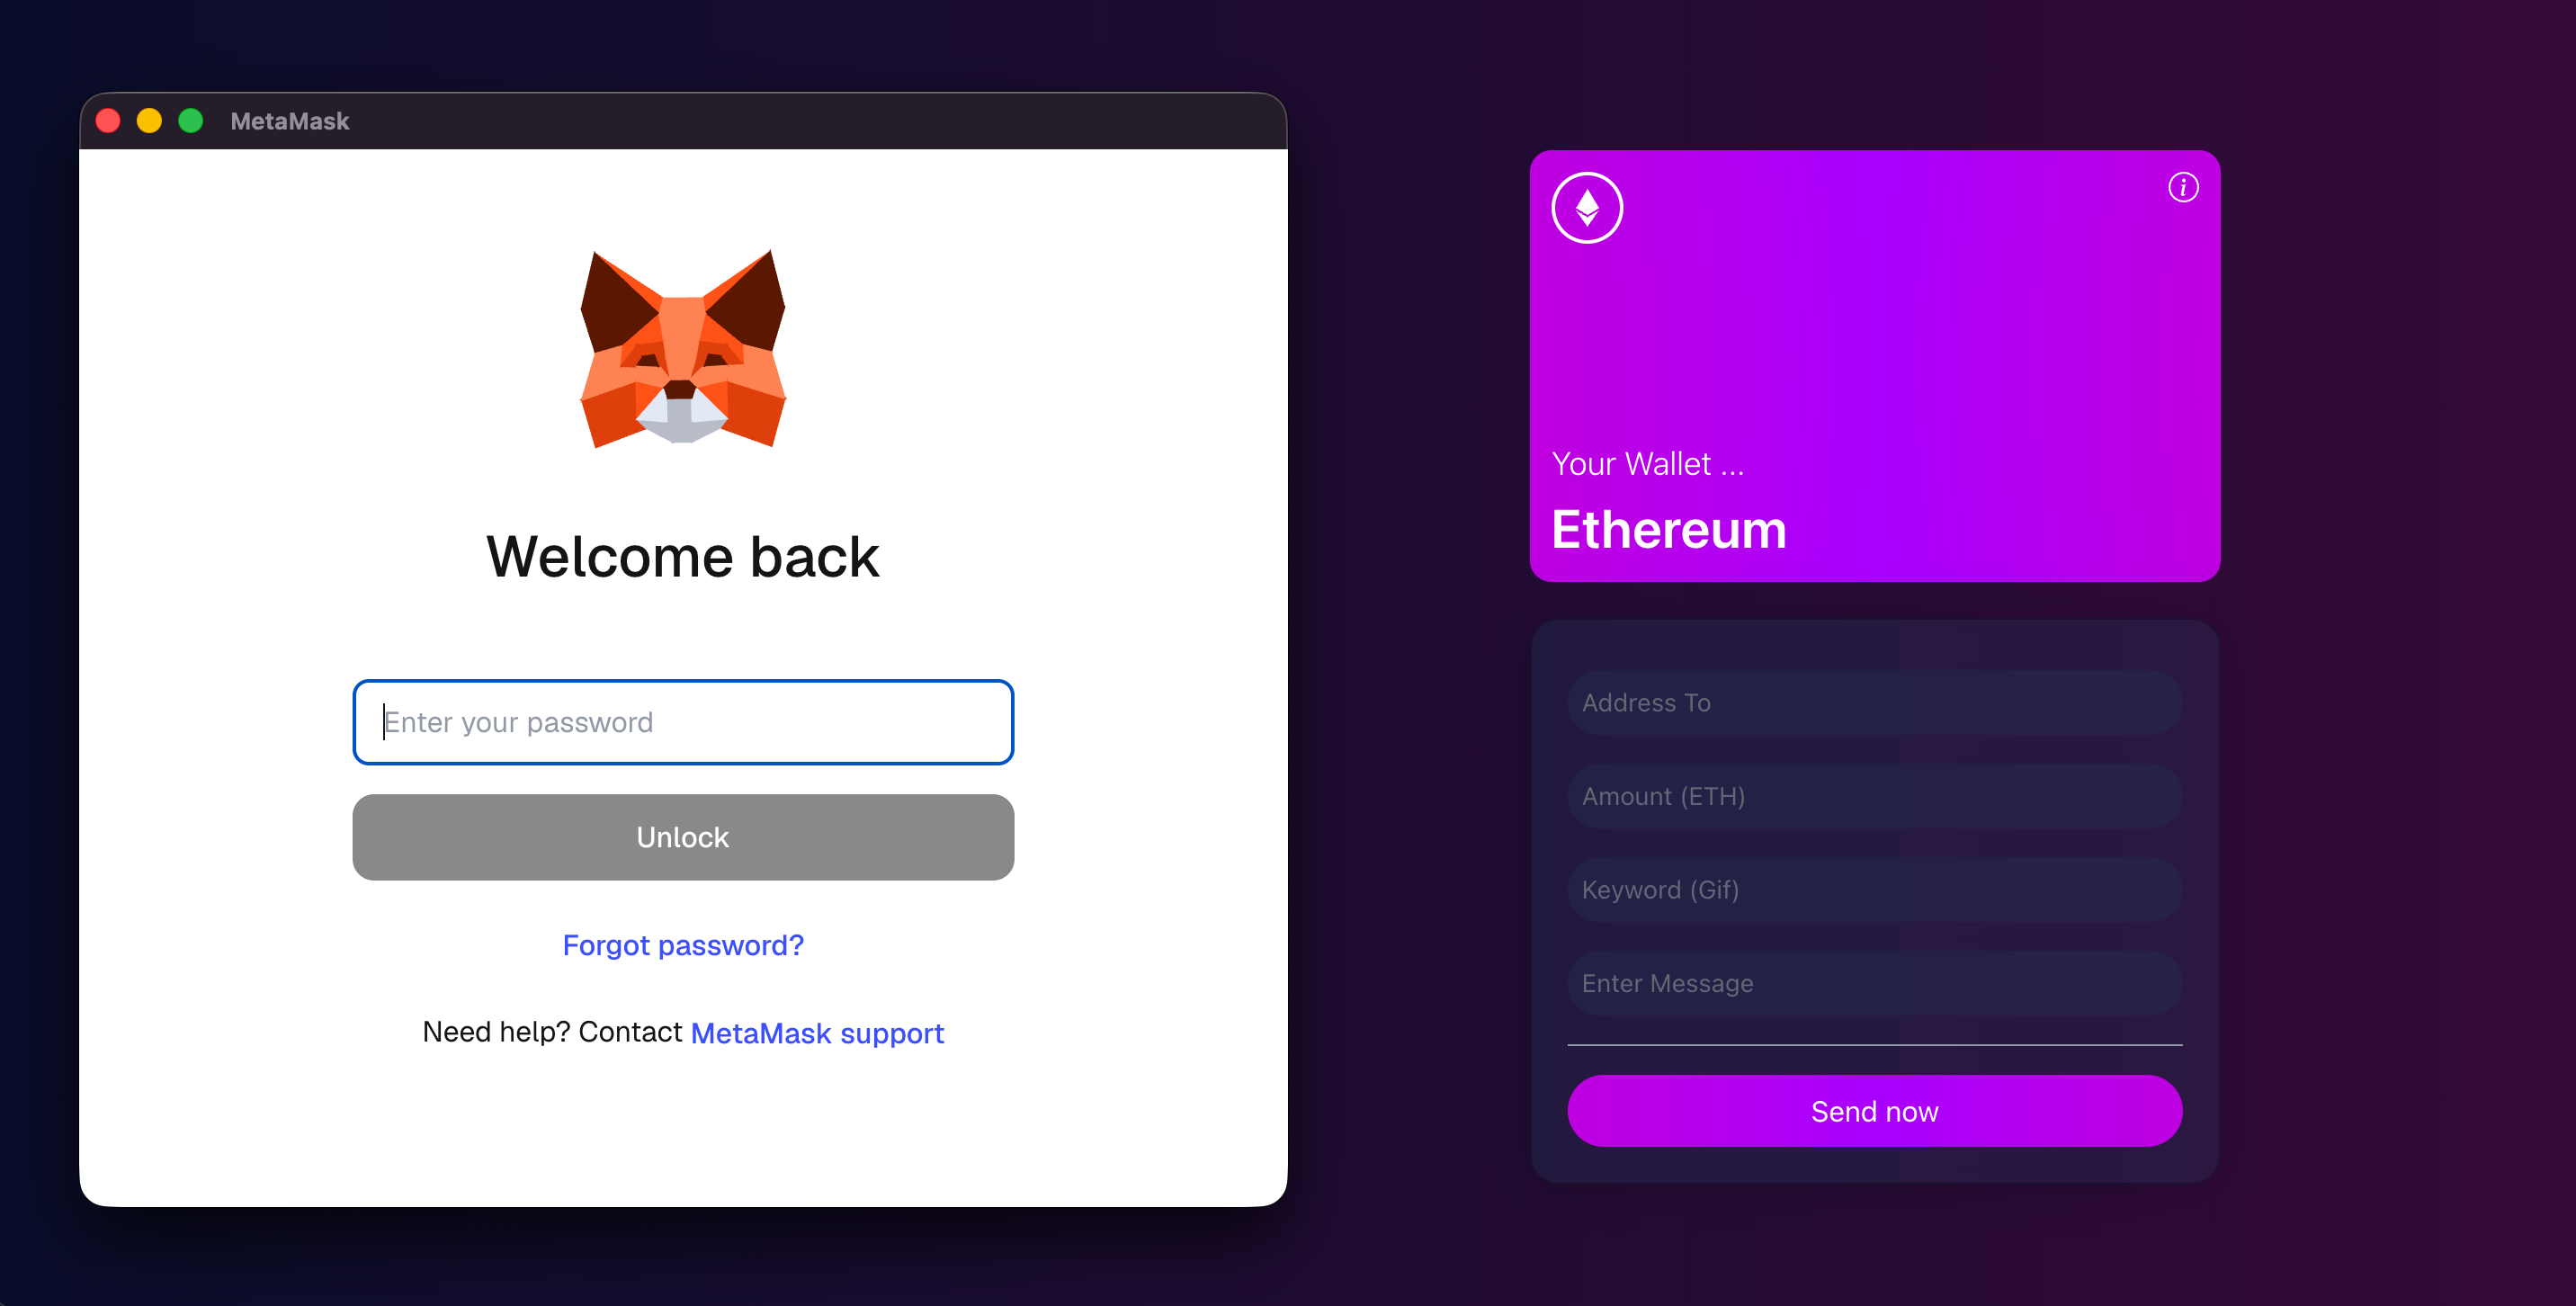 MetaMask
Welcome back
Enter your password
Unlock
Forgot password?
Need help? Contact MetaMask support
i
Your Wallet ...
Ethereum
Address To
Amount (ETH)
Keyword (Gif)
Enter Message
Send now